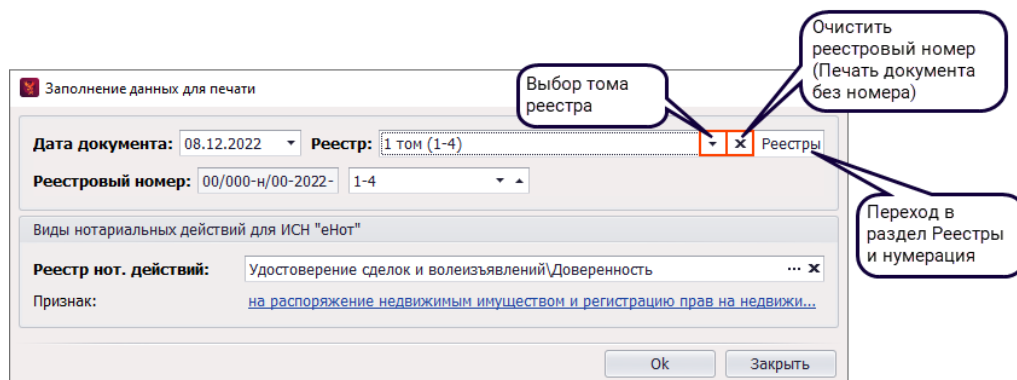 Очистить
реестровый номер
(Печать документа
без номера)
Выбор тома
реестра
Заполнение данных для печати
Дата документа: 08.12.2022 Реестр: 1 том (1-4) Реестры
Реестровый номер: 00/000-н/00-2022- 1-4
Переход в
раздел Реестры
и нумерация
Виды нотариальных действий для ИСН "еНот"
Реестр нот. действий: Удостоверение сделок и волеизъявлений\Доверенность ...
Признак: на распоряжение недвижимым имуществом и регистрацию прав на недвижи...
Ok Закрыть